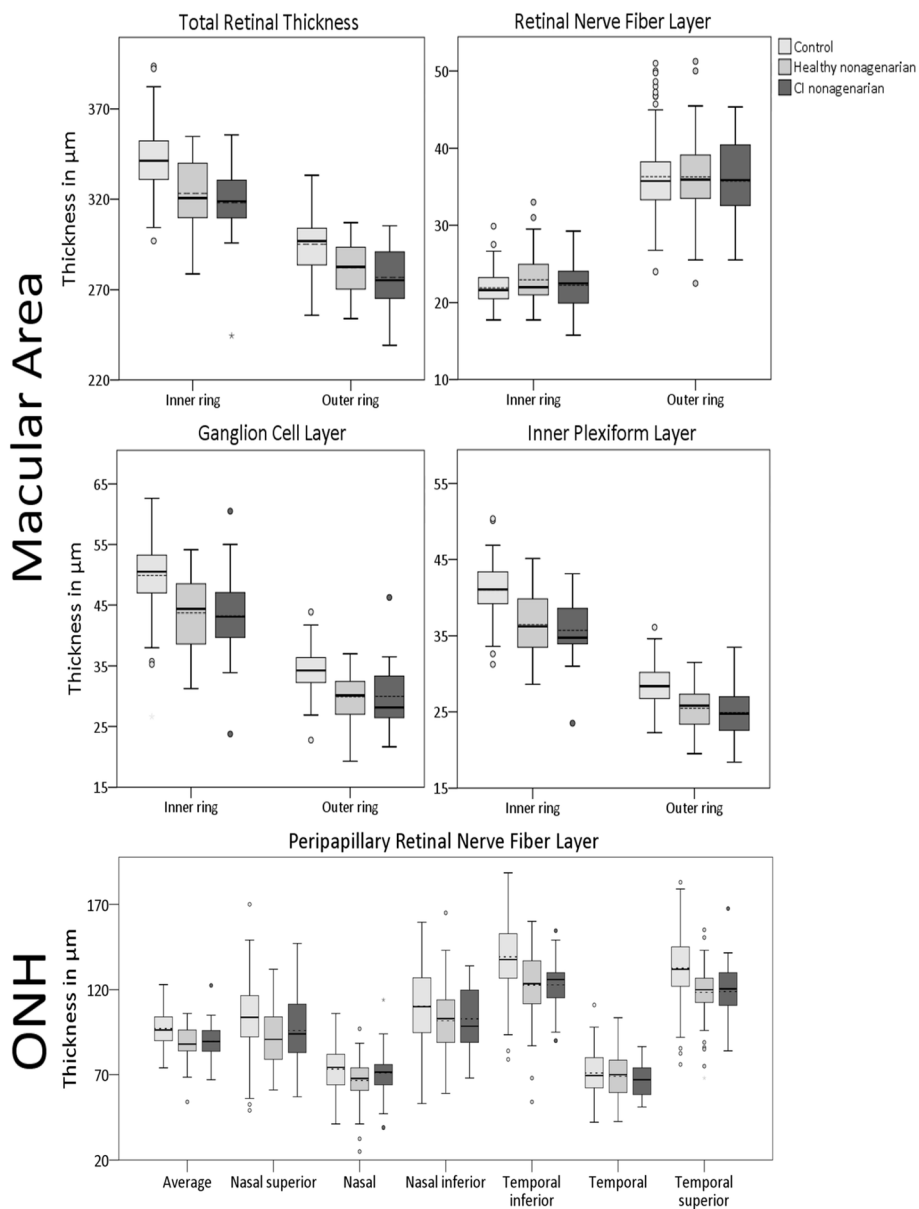 Total Retinal Thickness
Retinal Nerve Fiber Layer
Control
Healthy nonagenarian
CI nonagenarian
Macular Area
Thickness in µm
370
320
270
220
50
40
30
20
10
Inner ring
Outer ring
Inner ring
Outer ring
Ganglion Cell Layer
Inner Plexiform Layer
Thickness in µm
65
55
45
35
25
15
55
45
35
25
15
Inner ring
Outer ring
Inner ring
Outer ring
Peripapillary Retinal Nerve Fiber Layer
ONH
Thickness in µm
170
120
70
20
Average
Nasal superior
Nasal
Nasal inferior
Temporal inferior
Temporal
Temporal superior